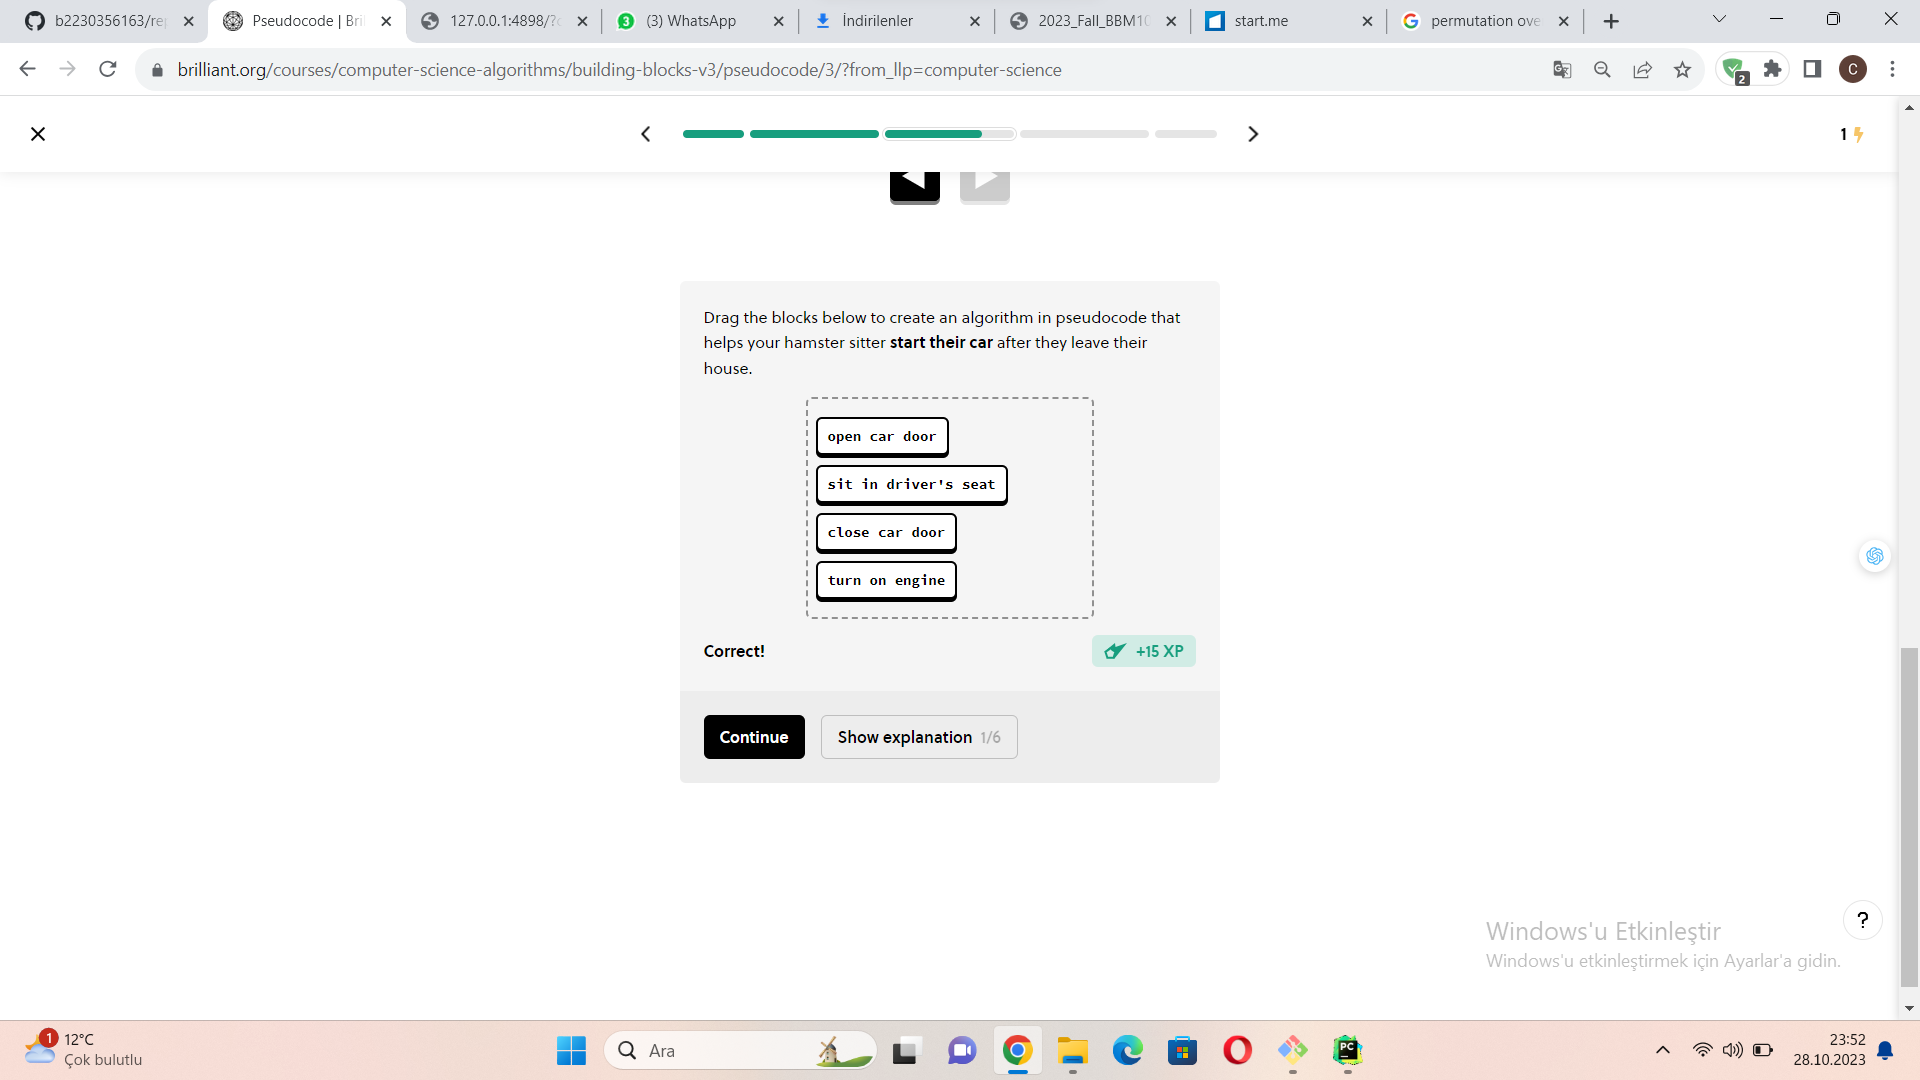 b2230356163/re
Pseudocode | Bri
127.0.0.1:4898/?
(3) WhatsApp
İndirilenler
2023_Fall_BBM10
start.me
permutation ove
brilliant.org/courses/computer-science-algorithms/building-blocks-v3/pseudocode/3/?from_llp=computer-science
2
C
1
Drag the blocks below to create an algorithm in pseudocode that
helps your hamster sitter start their car after they leave their
house.
open car door
sit in driver's seat
close car door
turn on engine
Correct!
+15 XP
Continue
Show explanation 1/6
?
Windows'u Etkinleştir
Windows'u etkinleştirmek için Ayarlar'a gidin.
1
12°C
Çok bulutlu
Ara
PC
23:52
28.10.2023